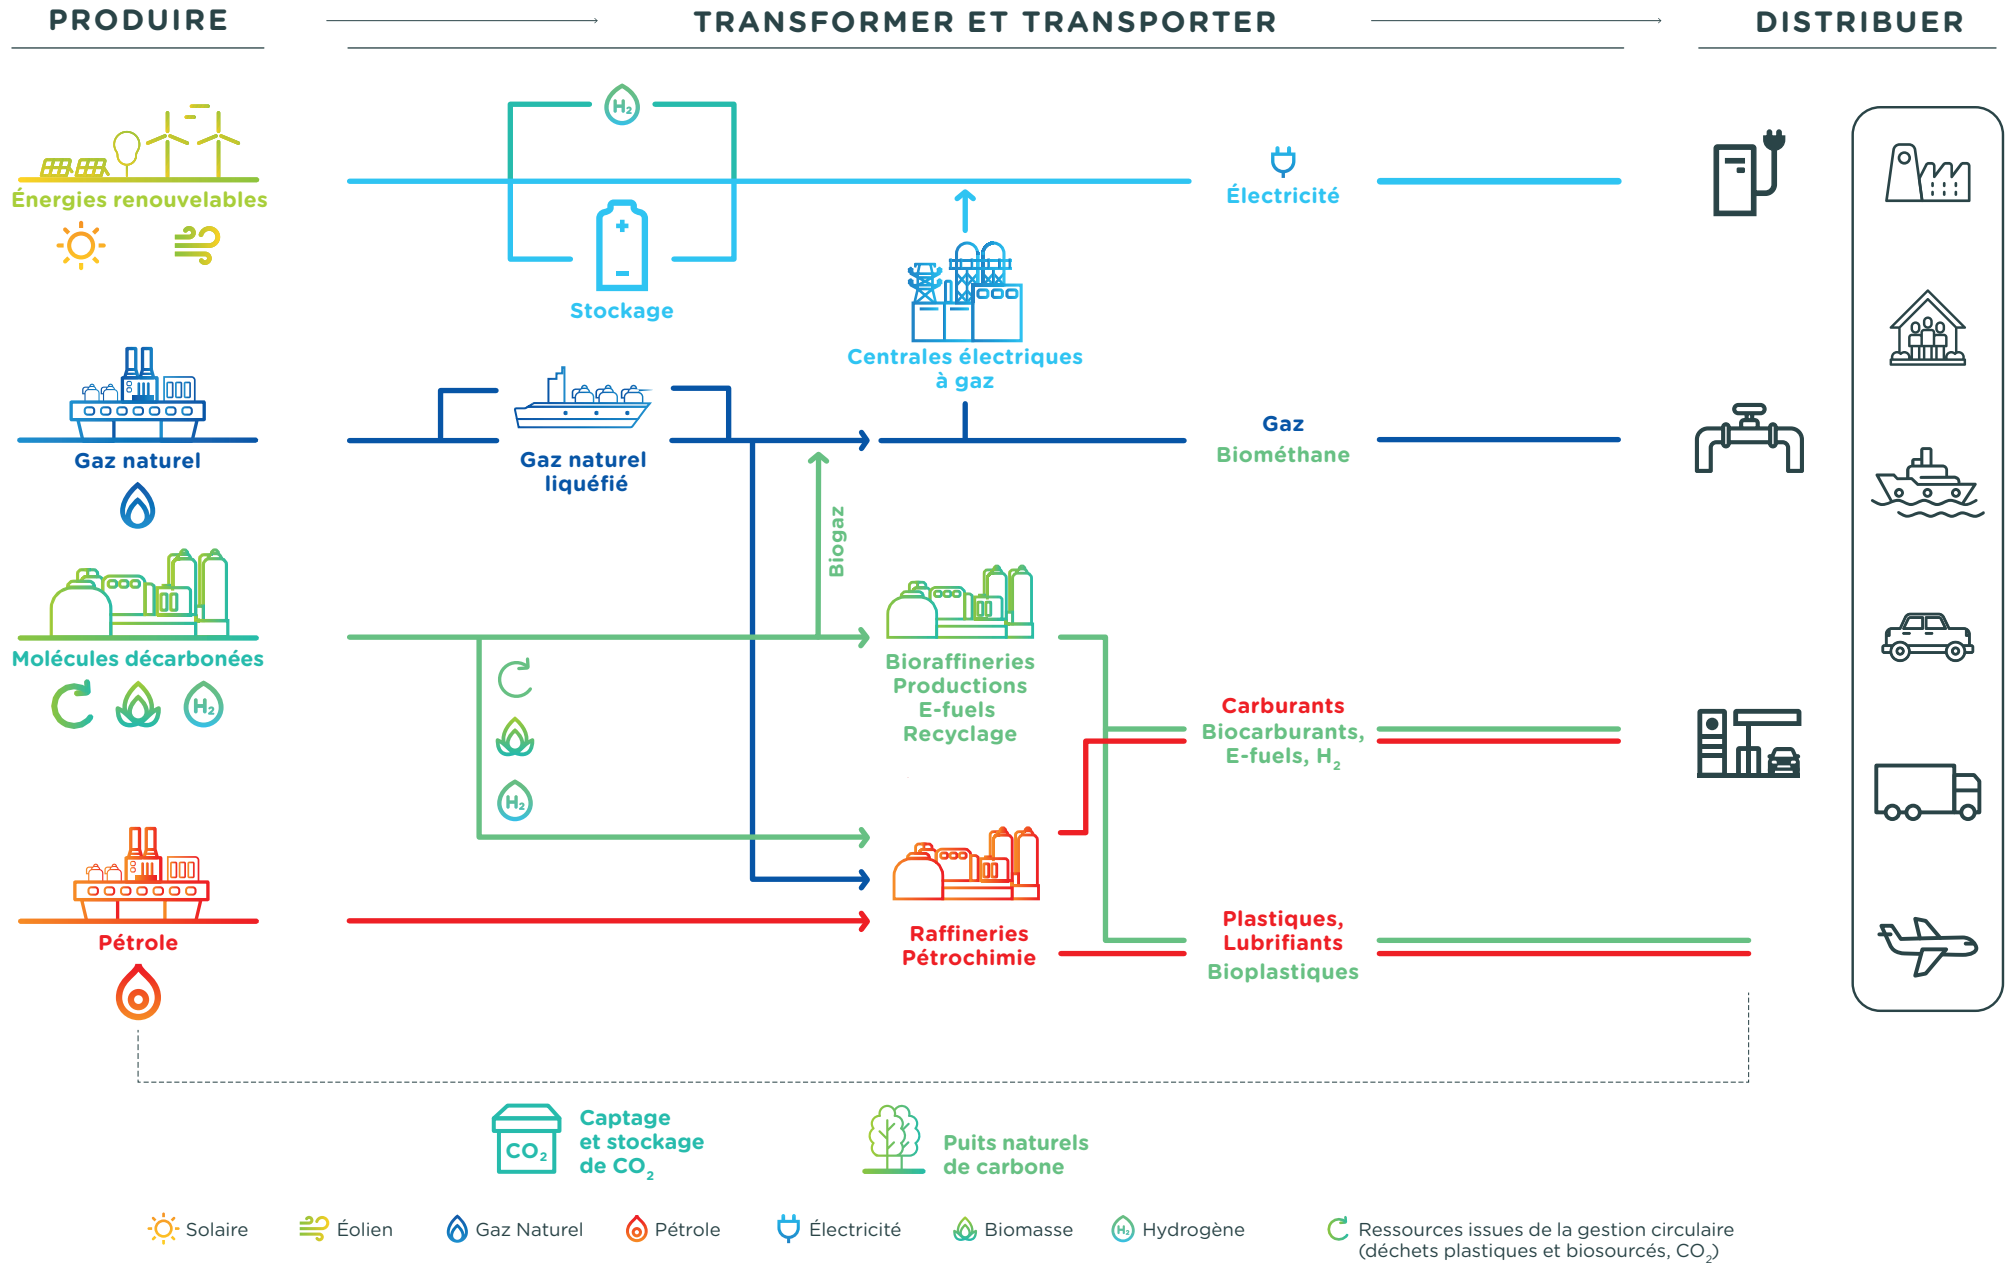 PRODUIRE
TRANSFORMER ET TRANSPORTER
DISTRIBUER
H₂
Énergies renouvelables
Électricité
Stockage
Centrales électriques
à gaz
Gaz naturel
Gaz naturel
liquéfié
Gaz
Biométhane
Biogaz
Molécules décarbonées
H₂
H₂
Bioraffineries
Productions
E-fuels
Recyclage
Carburants
Biocarburants,
E-fuels, H₂
Pétrole
Raffineries
Pétrochimie
Plastiques,
Lubrifiants
Bioplastiques
CO₂
Captage
et stockage
de CO₂
Puits naturels
de carbone
Solaire
Éolien
Gaz Naturel
Pétrole
Électricité
Biomasse
H₂
Hydrogène
Ressources issues de la gestion circulaire
(déchets plastiques et biosourcés, CO₂)